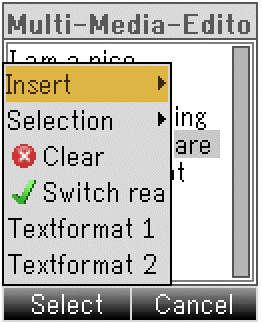 Multi-Media-Edito
I am a nice
Insert
ing
Selection
are
Clear
Switch rea
Textformat 1
Textformat 2
Select Cancel